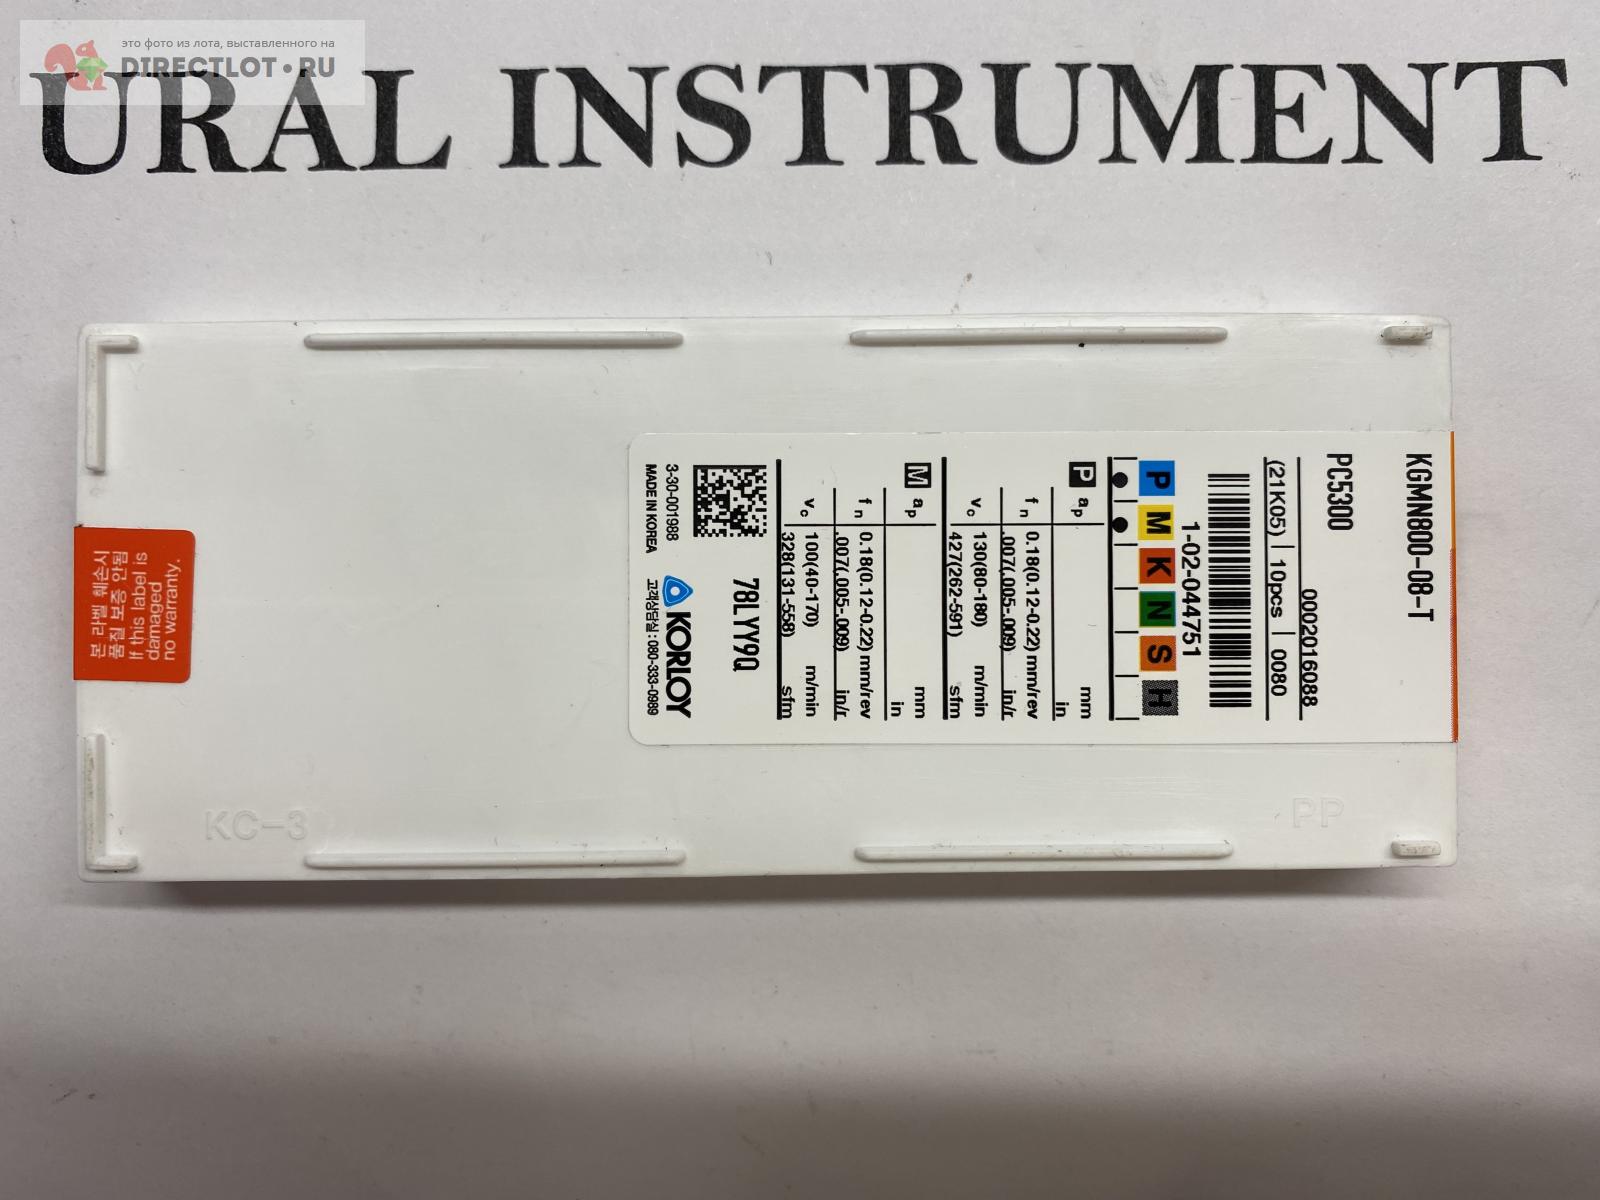 это фото из лота, выставленного на
DIRECTLOT.RU
URAL INSTRUMENT
KGMN800-08-T
PC5300
0002016088
(21K05) 10pcs 0080
1-02-044751
P M K N S H
P ap mm
in
fn 0.18(0.12-0.22) mm/rev
.007(.005-.009) in/r
vc 130(80-180) m/min
427(262-591) sfm
M ap mm
in
fn 0.18(0.12-0.22) mm/rev
.007(.005-.009) in/r
vc 100(40-170) m/min
328(131-558) sfm
78LYY9Q
KORLOY
3-30-001988
MADE IN KOREA
고객상담실 : 080-333-0989
본 라벨 훼손시
품질 보증 안됨
If this label is
damaged
no warranty.
KC-3
PP